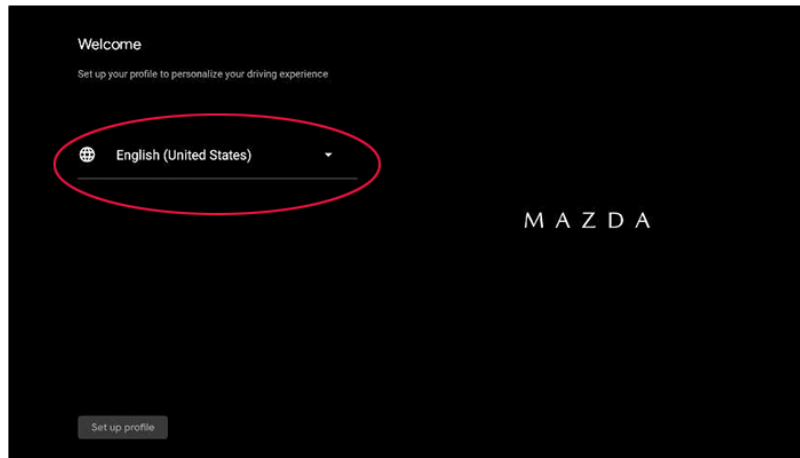 Welcome
Set up your profile to personalize your driving experience
English (United States)
MAZDA
Set up profile